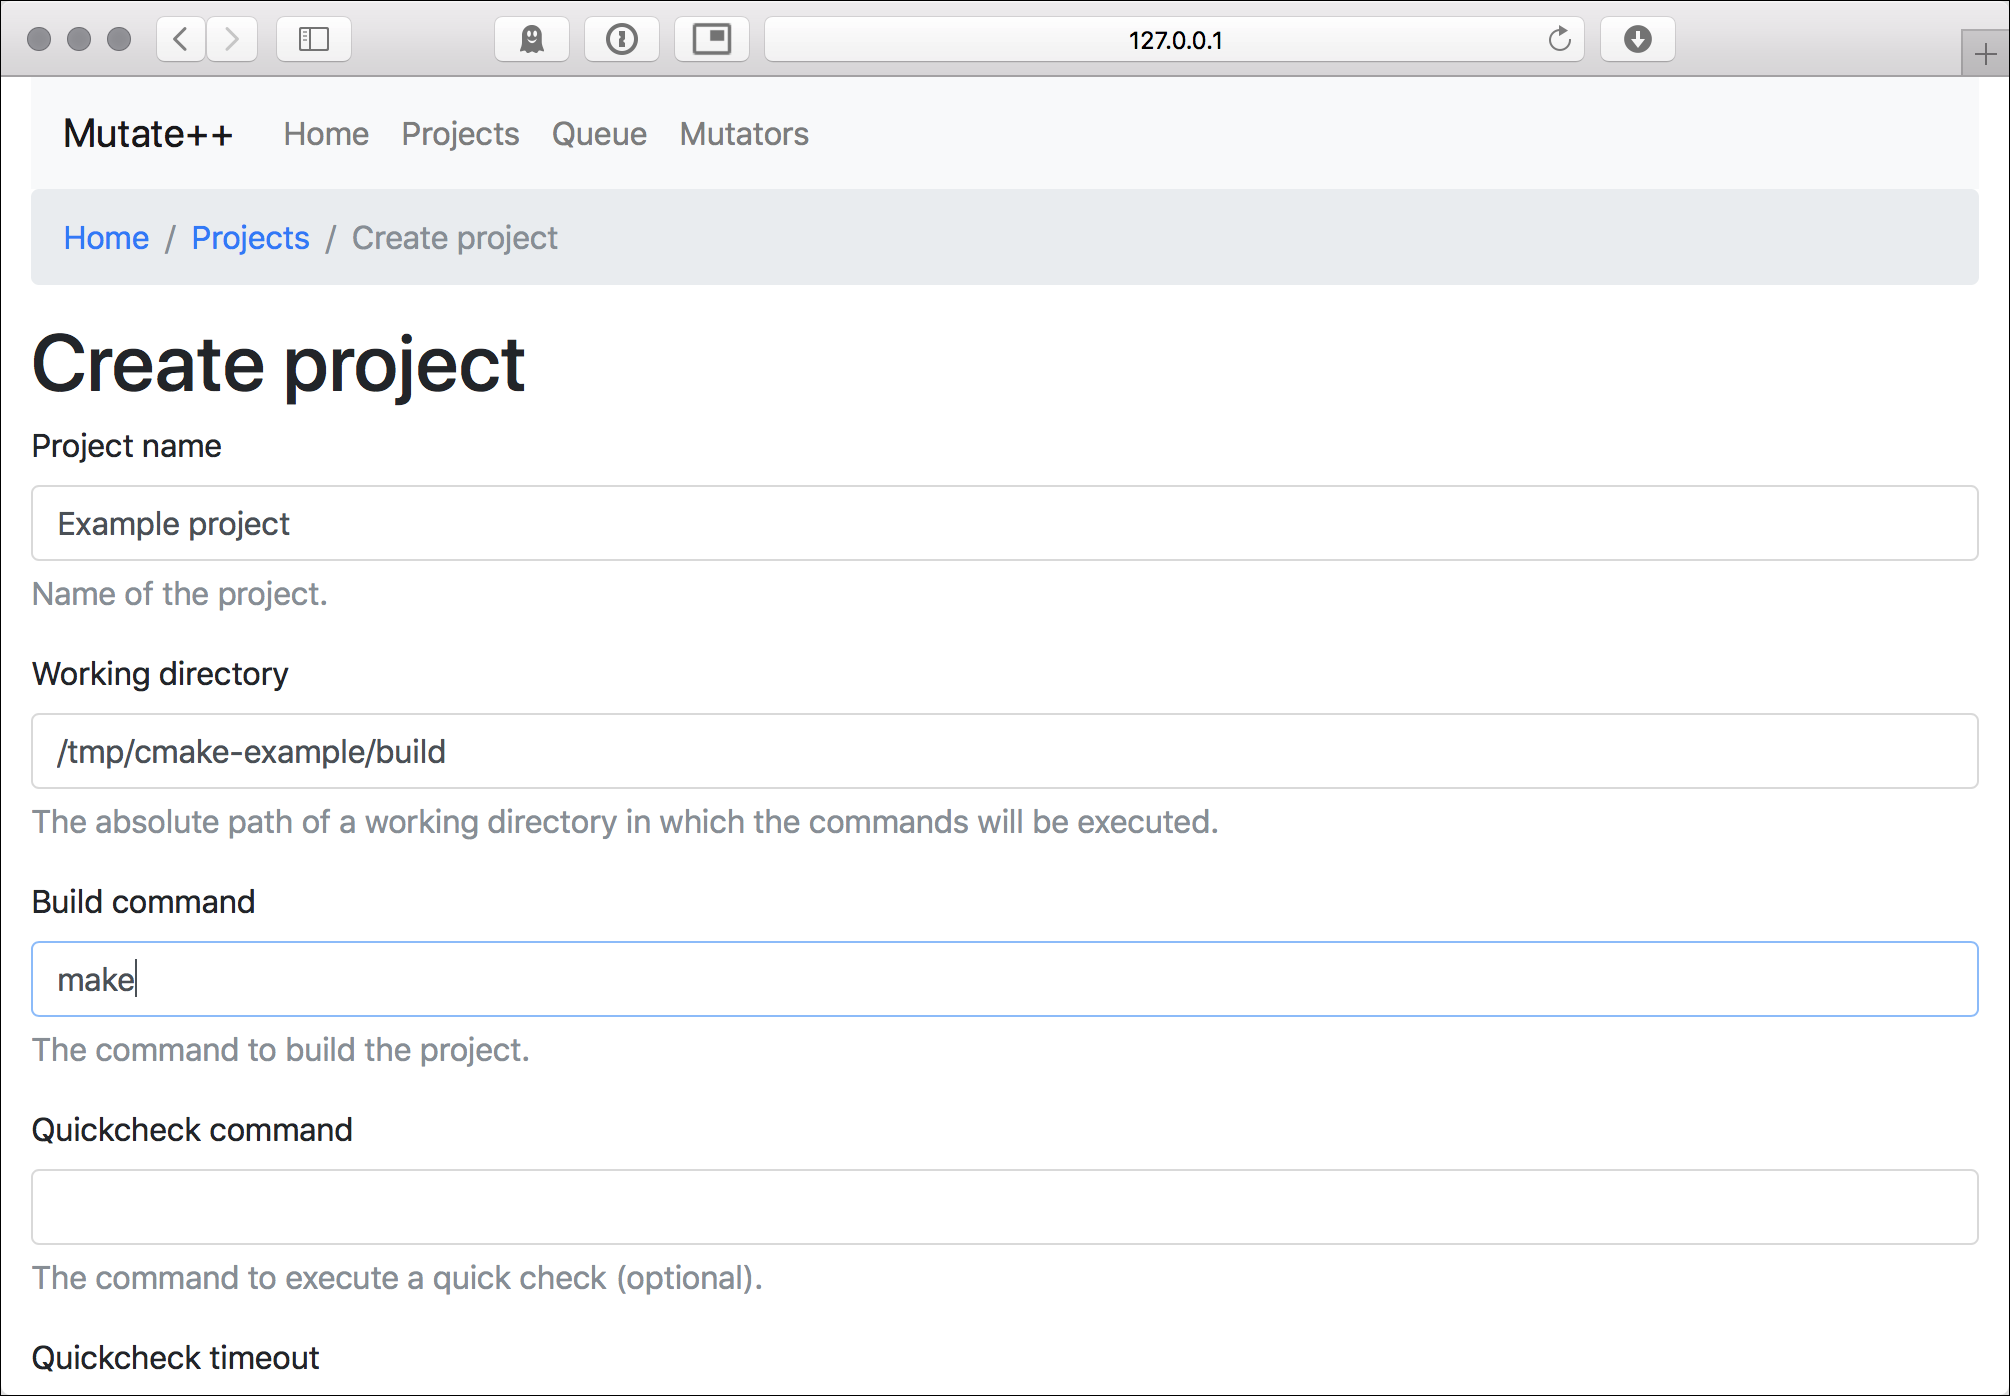 127.0.0.1
Mutate++ Home Projects Queue Mutators
Home / Projects / Create project
Create project
Project name
Example project
Name of the project.
Working directory
/tmp/cmake-example/build
The absolute path of a working directory in which the commands will be executed.
Build command
make
The command to build the project.
Quickcheck command
The command to execute a quick check (optional).
Quickcheck timeout